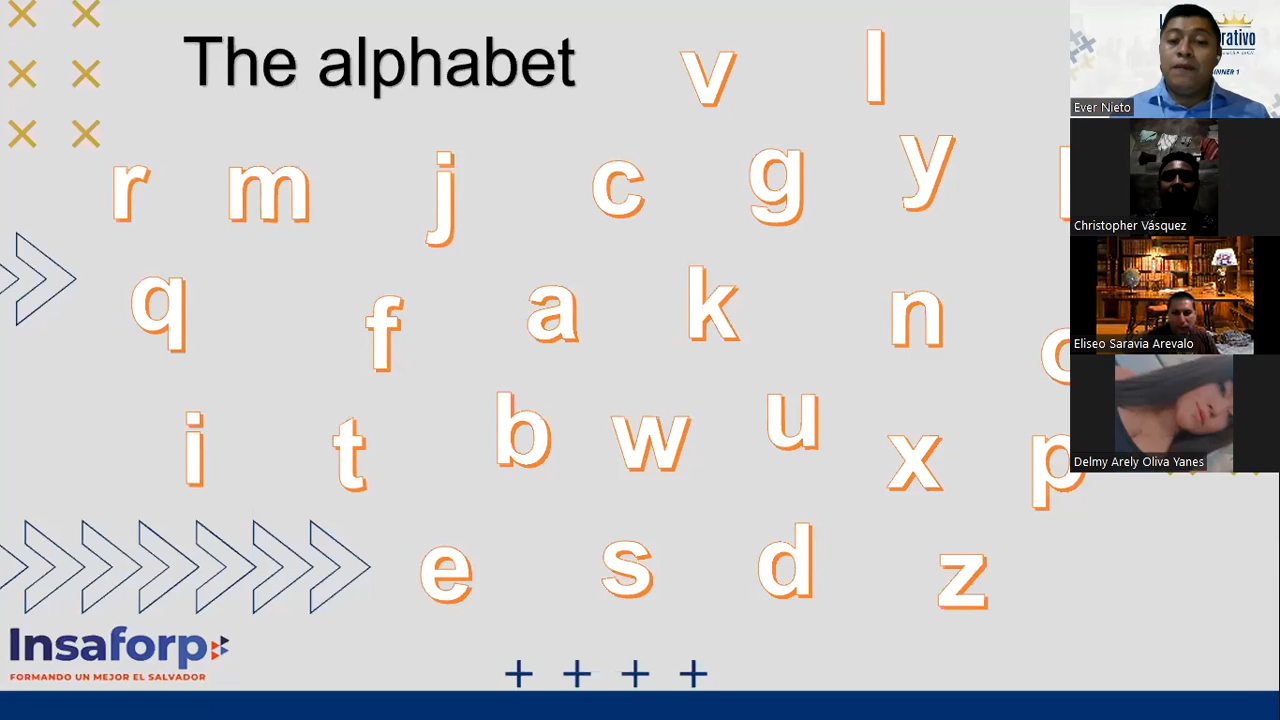 The alphabet
v l
r m j c g y
q f a k n
i t b w u x p
e s d z
Insaforp
FORMANDO UN MEJOR EL SALVADOR
Ever Nieto
Christopher Vásquez
Eliseo Saravia Arevalo
Delmy Arely Oliva Yanes